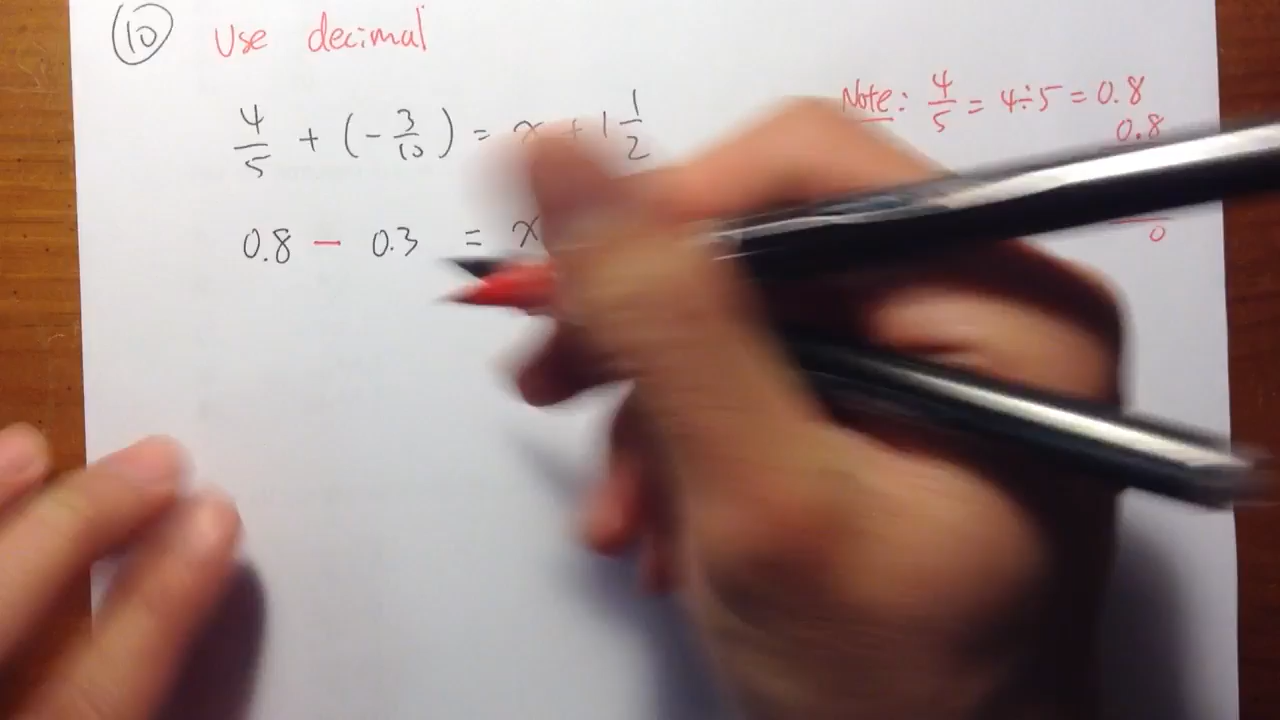 (10) Use decimal
4/5 + (-3/10) = x + 1 1/2
0.8 - 0.3 = x
Note: 4/5 = 4÷5 = 0.8
0.8
0